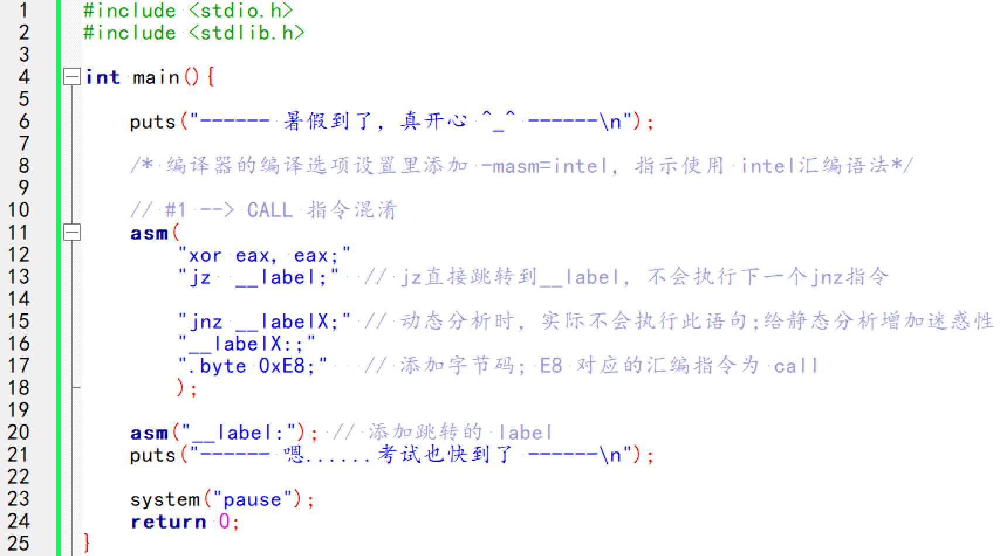 1 #include <stdio.h>
2 #include <stdlib.h>
3
4 int main(){
5
6 puts("------ 暑假到了, 真开心 ^_^ ------\n");
7
8 /* 编译器的编译选项设置里添加 -masm=intel, 指示使用 intel汇编语法*/
9
10 // #1 --> CALL 指令混淆
11 asm(
12 "xor eax, eax;"
13 "jz __label;" // jz直接跳转到__label, 不会执行下一个jnz指令
14
15 "jnz __labelX;" // 动态分析时, 实际不会执行此语句;给静态分析增加迷惑性
16 "__labelX:;"
17 ".byte 0xE8;" // 添加字节码; E8 对应的汇编指令为 call
18 );
19
20 asm("__label:"); // 添加跳转的 label
21 puts("------ 嗯......考试也快到了 ------\n");
22
23 system("pause");
24 return 0;
25 }